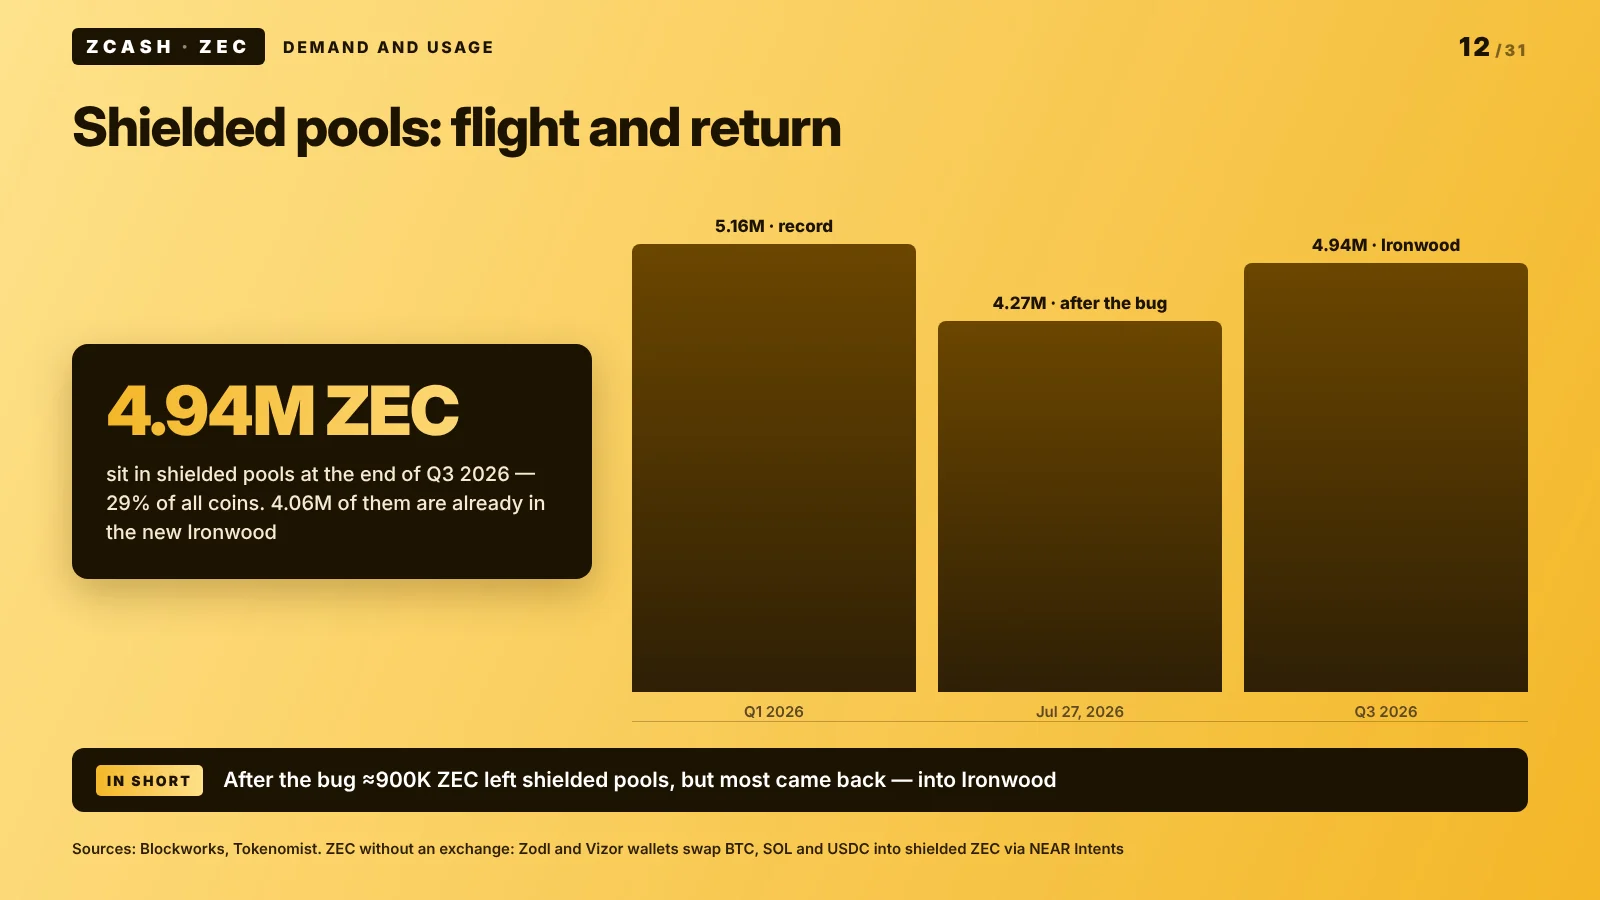 ZCASH · ZEC
DEMAND AND USAGE
12 / 31
Shielded pools: flight and return
4.94M ZEC
sit in shielded pools at the end of Q3 2026 —
29% of all coins. 4.06M of them are already in
the new Ironwood
5.16M · record
4.27M · after the bug
4.94M · Ironwood
Q1 2026
Jul 27, 2026
Q3 2026
IN SHORT
After the bug ≈900K ZEC left shielded pools, but most came back — into Ironwood
Sources: Blockworks, Tokenomist. ZEC without an exchange: Zodl and Vizor wallets swap BTC, SOL and USDC into shielded ZEC via NEAR Intents